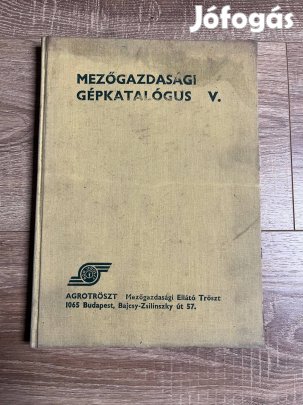 Jófogás
MEZŐGAZDASÁGI
GÉPKATALÓGUS V.
AGROTRÖSZT Mezőgazdasági Ellátó Tröszt
1065 Budapest, Bajcsy-Zsilinszky út 57.